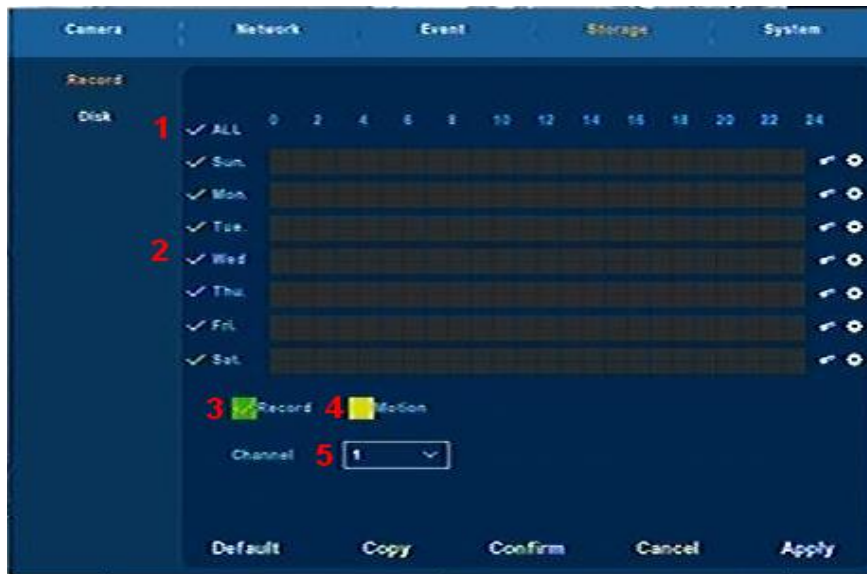 Camera Network Event Storage System
Record
Disk
1 ALL 0 2 4 6 8 10 12 14 16 18 20 22 24
Sun.
Mon.
Tue.
2 Wed
Thu.
Fri.
Sat.
3 Record 4 Motion
Channel 5 1
Default Copy Confirm Cancel Apply